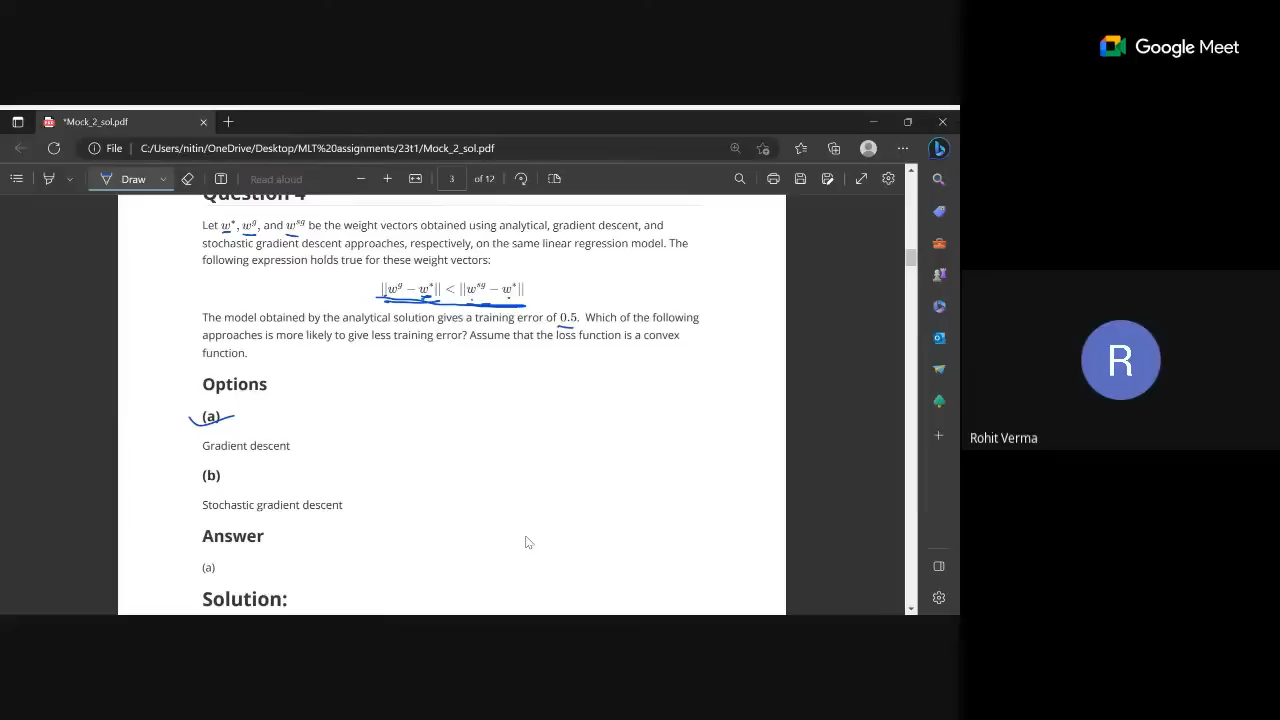 Google Meet
*Mock_2_sol.pdf
File
C:/Users/nitin/OneDrive/Desktop/MLT%20assignments/23t1/Mock_2_sol.pdf
Draw
Read aloud
3
of 12
Question 4
Let w*, w^g, and w^sg be the weight vectors obtained using analytical, gradient descent, and
stochastic gradient descent approaches, respectively, on the same linear regression model. The
following expression holds true for these weight vectors:
||w^g − w*|| < ||w^sg − w*||
The model obtained by the analytical solution gives a training error of 0.5. Which of the following
approaches is more likely to give less training error? Assume that the loss function is a convex
function.
Options
(a)
Gradient descent
(b)
Stochastic gradient descent
Answer
(a)
Solution:
R
Rohit Verma